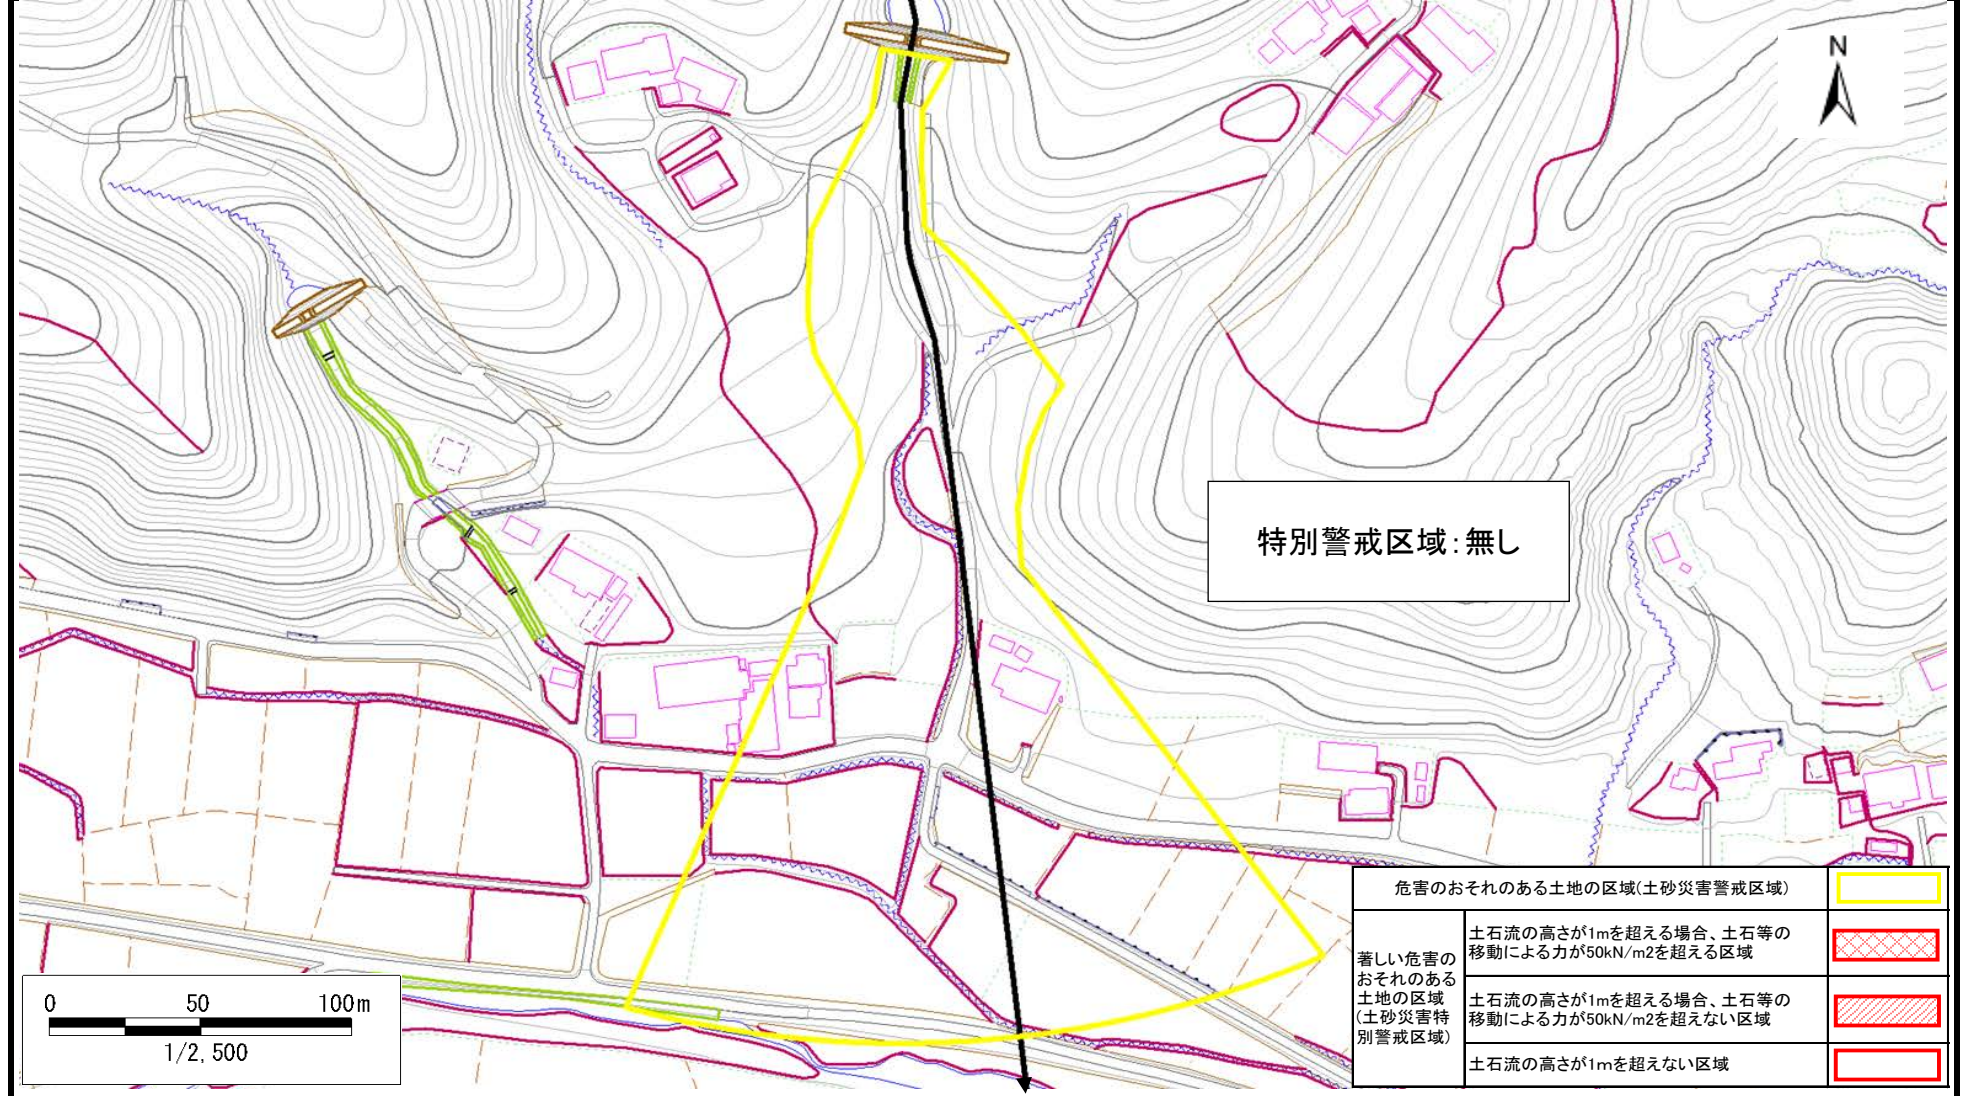 N
特別警戒区域:無し
危害のおそれのある土地の区域(土砂災害警戒区域)
著しい危害の
おそれのある
土地の区域
(土砂災害特
別警戒区域)
土石流の高さが1mを超える場合、土石等の
移動による力が50kN/m2を超える区域
土石流の高さが1mを超える場合、土石等の
移動による力が50kN/m2を超えない区域
土石流の高さが1mを超えない区域
0 50 100m
1/2,500